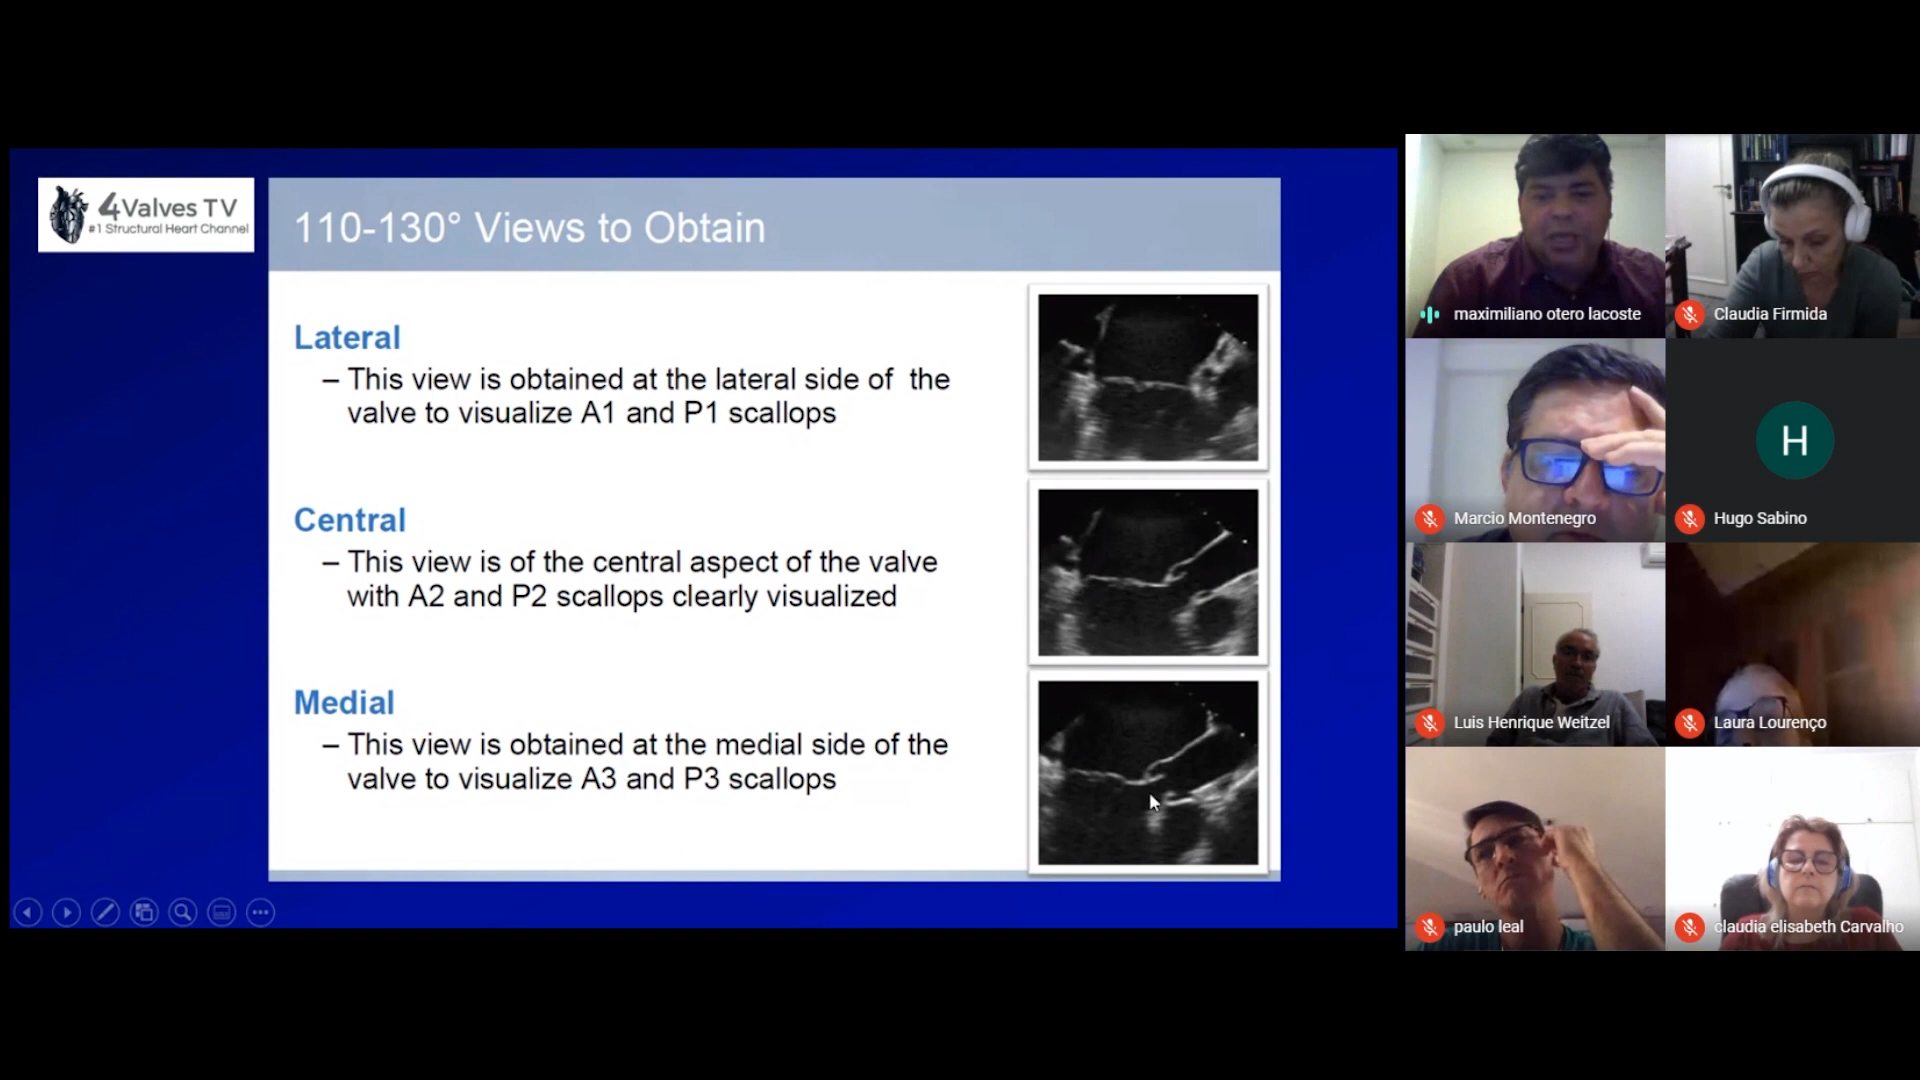 4Valves TV
#1 Structural Heart Channel
110-130° Views to Obtain
Lateral
– This view is obtained at the lateral side of the
valve to visualize A1 and P1 scallops
Central
– This view is of the central aspect of the valve
with A2 and P2 scallops clearly visualized
Medial
– This view is obtained at the medial side of the
valve to visualize A3 and P3 scallops
maximiliano otero lacoste
Claudia Firmida
Marcio Montenegro
H
Hugo Sabino
Luis Henrique Weitzel
Laura Lourenço
paulo leal
claudia elisabeth Carvalho